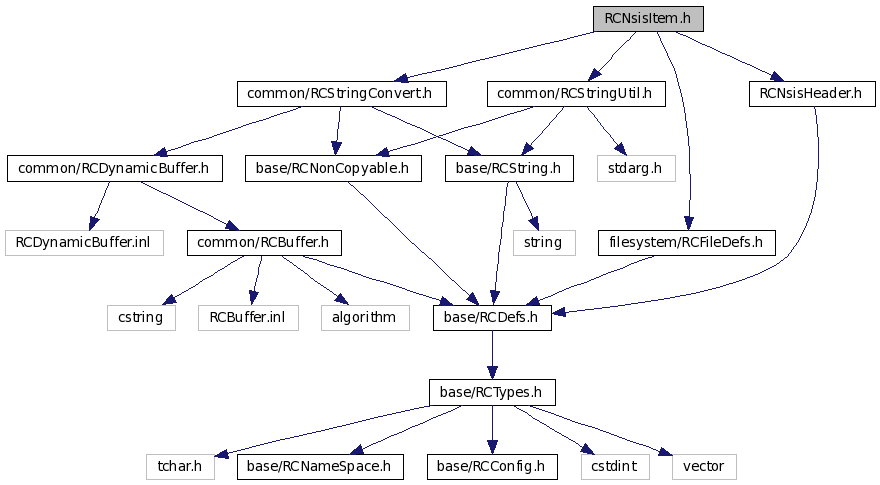 RCNsisItem.h
common/RCStringConvert.h
common/RCStringUtil.h
RCNsisHeader.h
common/RCDynamicBuffer.h
base/RCNonCopyable.h
base/RCString.h
stdarg.h
RCDynamicBuffer.inl
common/RCBuffer.h
string
filesystem/RCFileDefs.h
cstring
RCBuffer.inl
algorithm
base/RCDefs.h
base/RCTypes.h
tchar.h
base/RCNameSpace.h
base/RCConfig.h
cstdint
vector